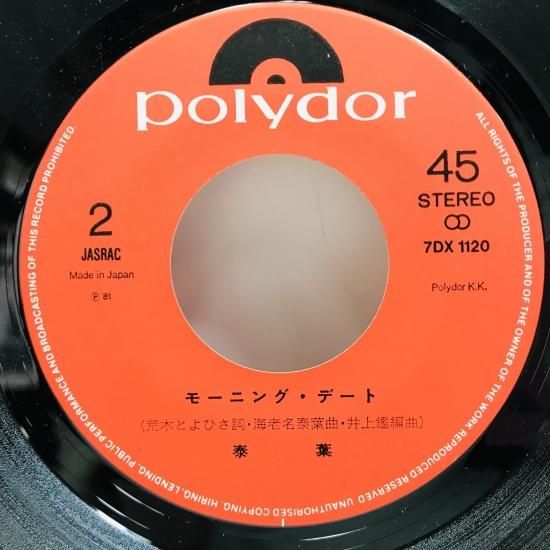 polydor
45
STEREO
7DX 1120
Polydor K.K.
2
JASRAC
Made in Japan
Ⓟ81
モーニング・デート
(荒木とよひさ詞・海老名泰葉曲・井上鑑編曲)
泰葉
ALL RIGHTS OF THE PRODUCER AND OF THE OWNER OF THE WORK REPRODUCED RESERVED. UNAUTHORISED COPYING, HIRING, LENDING, PUBLIC PERFORMANCE AND BROADCASTING OF THIS RECORD PROHIBITED.